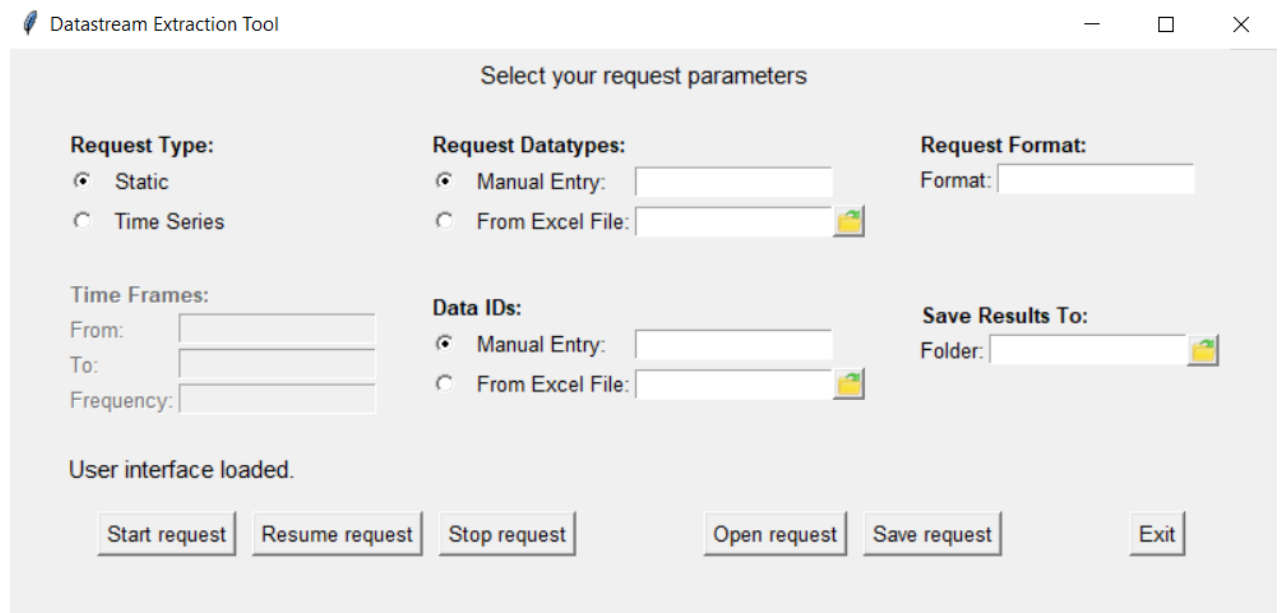 Datastream Extraction Tool
Select your request parameters
Request Type:
Static
Time Series
Request Datatypes:
Manual Entry:
From Excel File:
Request Format:
Format:
Time Frames:
From:
To:
Frequency:
Data IDs:
Manual Entry:
From Excel File:
Save Results To:
Folder:
User interface loaded.
Start request Resume request Stop request Open request Save request Exit